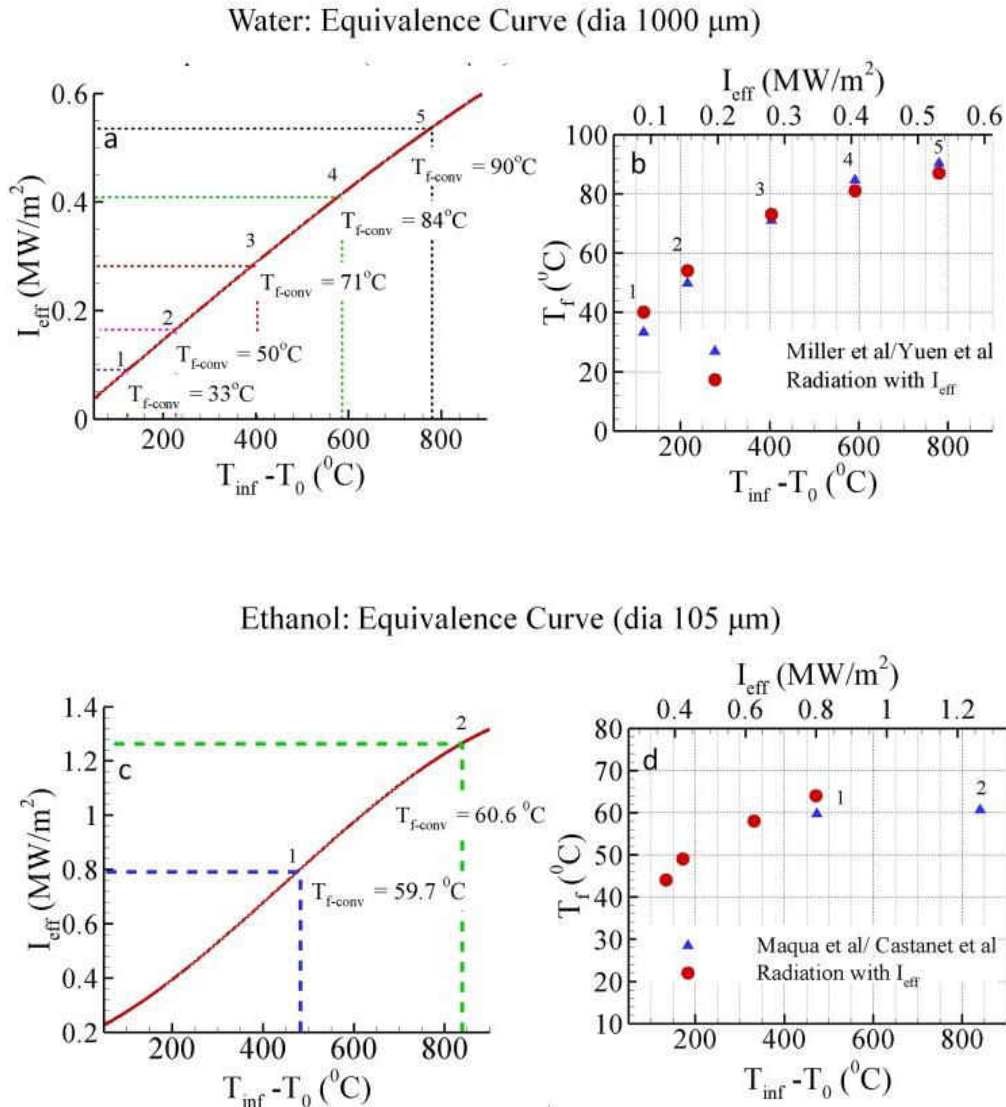 Water: Equivalence Curve (dia 1000 μm)
a
I_eff (MW/m²)
0.6
0.4
0.2
0
200 400 600 800
T_inf -T_0 (⁰C)
1
2
3
4
5
T_f-conv = 90°C
T_f-conv = 84°C
T_f-conv = 71°C
T_f-conv = 50°C
T_f-conv = 33°C
I_eff (MW/m²)
0.1 0.2 0.3 0.4 0.5 0.6
b
T_f (⁰C)
100
80
60
40
20
0
1
2
3
4
5
Miller et al/Yuen et al
Radiation with I_eff
200 400 600 800
T_inf -T_0 (⁰C)
Ethanol: Equivalence Curve (dia 105 μm)
c
I_eff (MW/m²)
1.4
1.2
1
0.8
0.6
0.4
0.2
2
T_f-conv = 60.6 ⁰C
1
T_f-conv = 59.7 ⁰C
200 400 600 800
T_inf -T_0 (⁰C)
I_eff (MW/m²)
0.4 0.6 0.8 1 1.2
d
T_f (⁰C)
80
70
60
50
40
30
20
10
1
2
Maqua et al/ Castanet et al
Radiation with I_eff
200 400 600 800
T_inf -T_0 (⁰C)